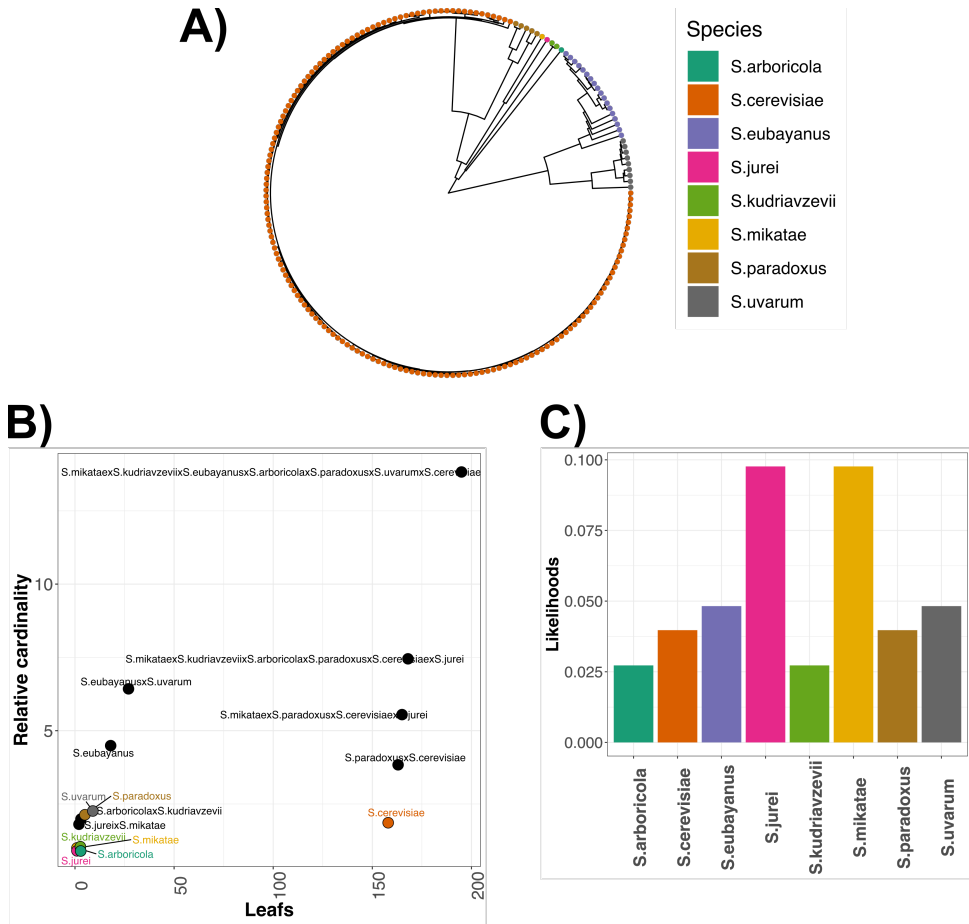 A)
Species
S.arboricola
S.cerevisiae
S.eubayanus
S.jurei
S.kudriavzevii
S.mikatae
S.paradoxus
S.uvarum
B)
S.mikataexS.kudriavzeviixS.eubayanusxS.arboricolaxS.paradoxusxS.uvarumxS.cerevisiae
10
S.mikataexS.kudriavzeviixS.arboricolaxS.paradoxusxS.cerevisiaexS.jurei
S.eubayanusxS.uvarum
S.mikataexS.paradoxusxS.cerevisiaexS.jurei
5
S.eubayanus
S.paradoxusxS.cerevisiae
S.uvarum
S.paradoxus
S.arboricolaxS.kudriavzevii
S.cerevisiae
S.jureixS.mikatae
S.kudriavzevii
S.mikatae
S.arboricola
S.jurei
Relative cardinality
0
50
100
150
200
Leafs
C)
0.100
0.075
0.050
0.025
0.000
Likelihoods
S.arboricola
S.cerevisiae
S.eubayanus
S.jurei
S.kudriavzevii
S.mikatae
S.paradoxus
S.uvarum